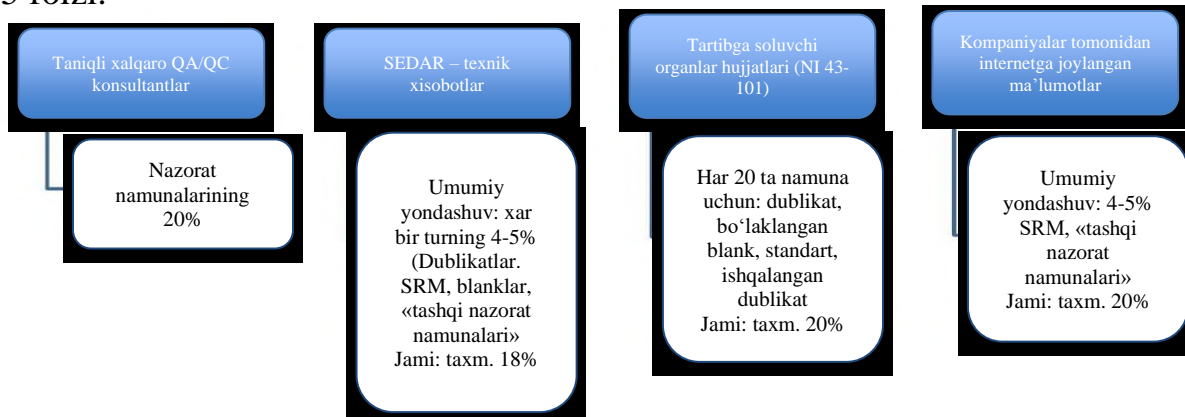 5 foizi.
Taniqli xalqaro QA/QC
konsultantlar
Nazorat
namunalarining
20%
SEDAR – texnik
xisobotlar
Umumiy
yondashuv: xar
bir turning 4-5%
(Dublikatlar.
SRM, blanklar,
«tashqi nazorat
namunalari»
Jami: taxm. 18%
Tartibga soluvchi
organlar hujjatlari (NI 43-
101)
Har 20 ta namuna
uchun: dublikat,
bo‘laklangan
blank, standart,
ishqalangan
dublikat
Jami: taxm. 20%
Kompaniyalar tomonidan
internetga joylangan
ma’lumotlar
Umumiy
yondashuv: 4-5%
SRM, «tashqi
nazorat
namunalari»
Jami: taxm. 20%